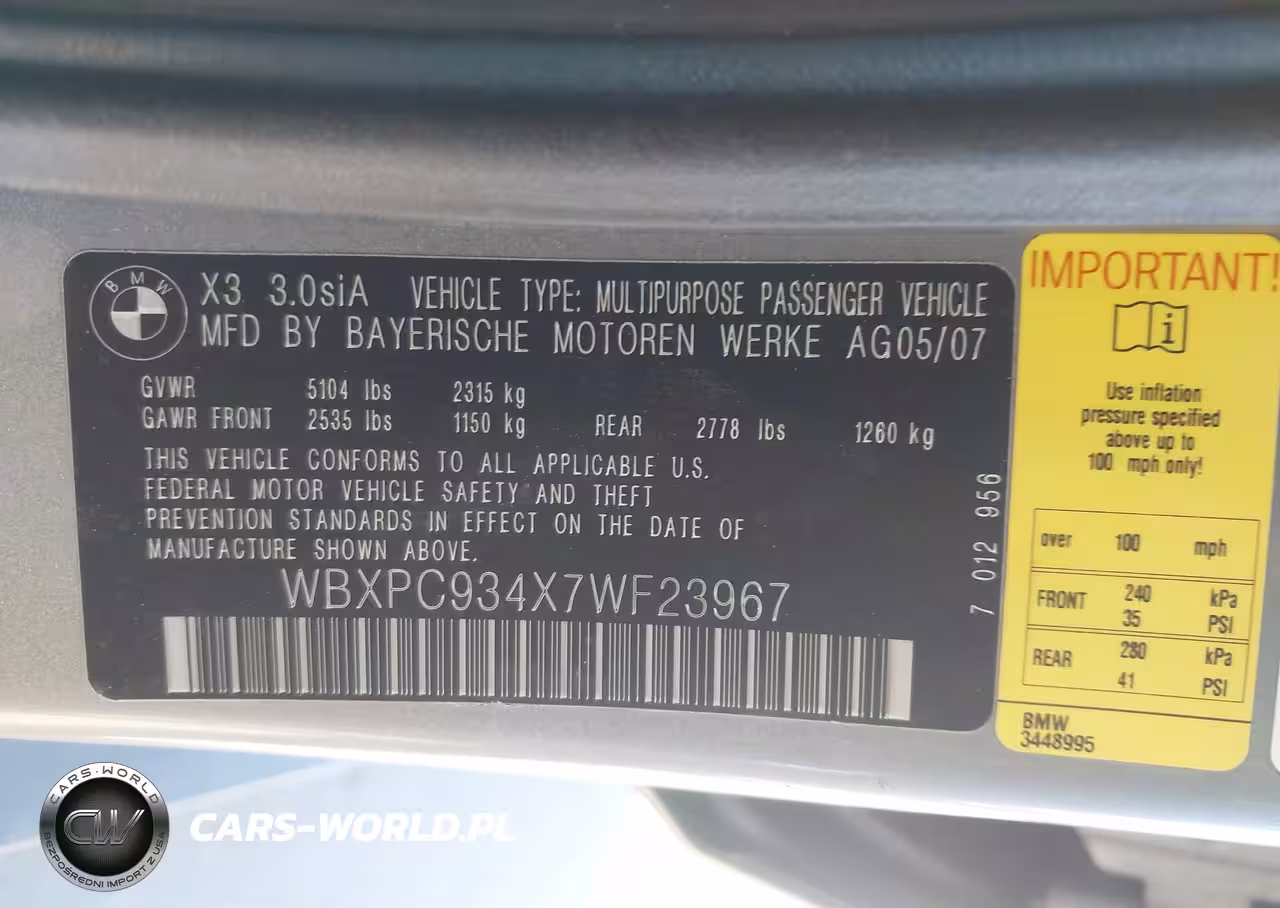 BMW
X3 3.0siA VEHICLE TYPE: MULTIPURPOSE PASSENGER VEHICLE
MFD BY BAYERISCHE MOTOREN WERKE AG05/07
GVWR 5104 lbs 2315 kg
GAWR FRONT 2535 lbs 1150 kg REAR 2778 lbs 1260 kg
THIS VEHICLE CONFORMS TO ALL APPLICABLE U.S.
FEDERAL MOTOR VEHICLE SAFETY AND THEFT
PREVENTION STANDARDS IN EFFECT ON THE DATE OF
MANUFACTURE SHOWN ABOVE.
WBXPC934X7WF23967
7 012 956
IMPORTANT!
i
Use inflation
pressure specified
above up to
100 mph only!
over 100 mph
FRONT 240 kPa
35 PSI
REAR 280 kPa
41 PSI
BMW
3448995
CARS-WORLD
CW
BEZPOŚREDNI IMPORT Z USA
CARS-WORLD.PL